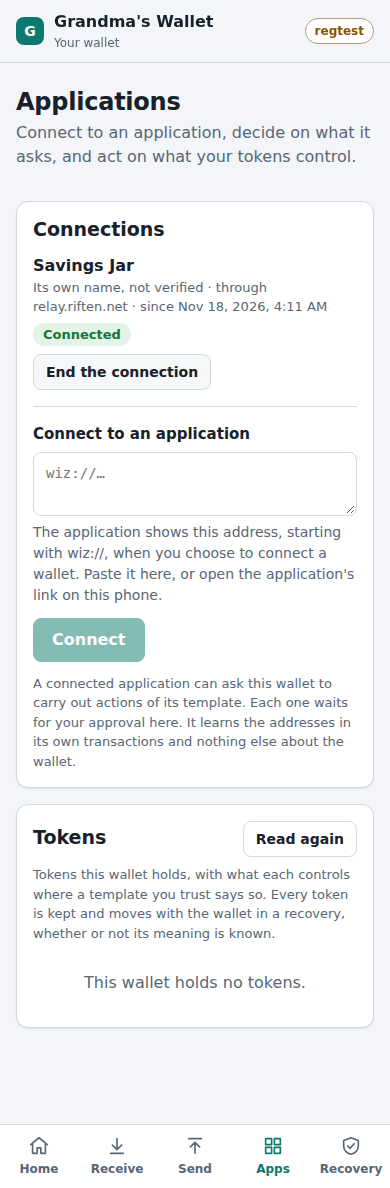 G
Grandma's Wallet
Your wallet
regtest
Applications
Connect to an application, decide on what it
asks, and act on what your tokens control.
Connections
Savings Jar
Its own name, not verified · through
relay.riften.net · since Nov 18, 2026, 4:11 AM
Connected
End the connection
Connect to an application
wiz://…
The application shows this address, starting
with wiz://, when you choose to connect a
wallet. Paste it here, or open the application's
link on this phone.
Connect
A connected application can ask this wallet to
carry out actions of its template. Each one waits
for your approval here. It learns the addresses in
its own transactions and nothing else about the
wallet.
Tokens
Read again
Tokens this wallet holds, with what each controls
where a template you trust says so. Every token
is kept and moves with the wallet in a recovery,
whether or not its meaning is known.
This wallet holds no tokens.
Home
Receive
Send
Apps
Recovery